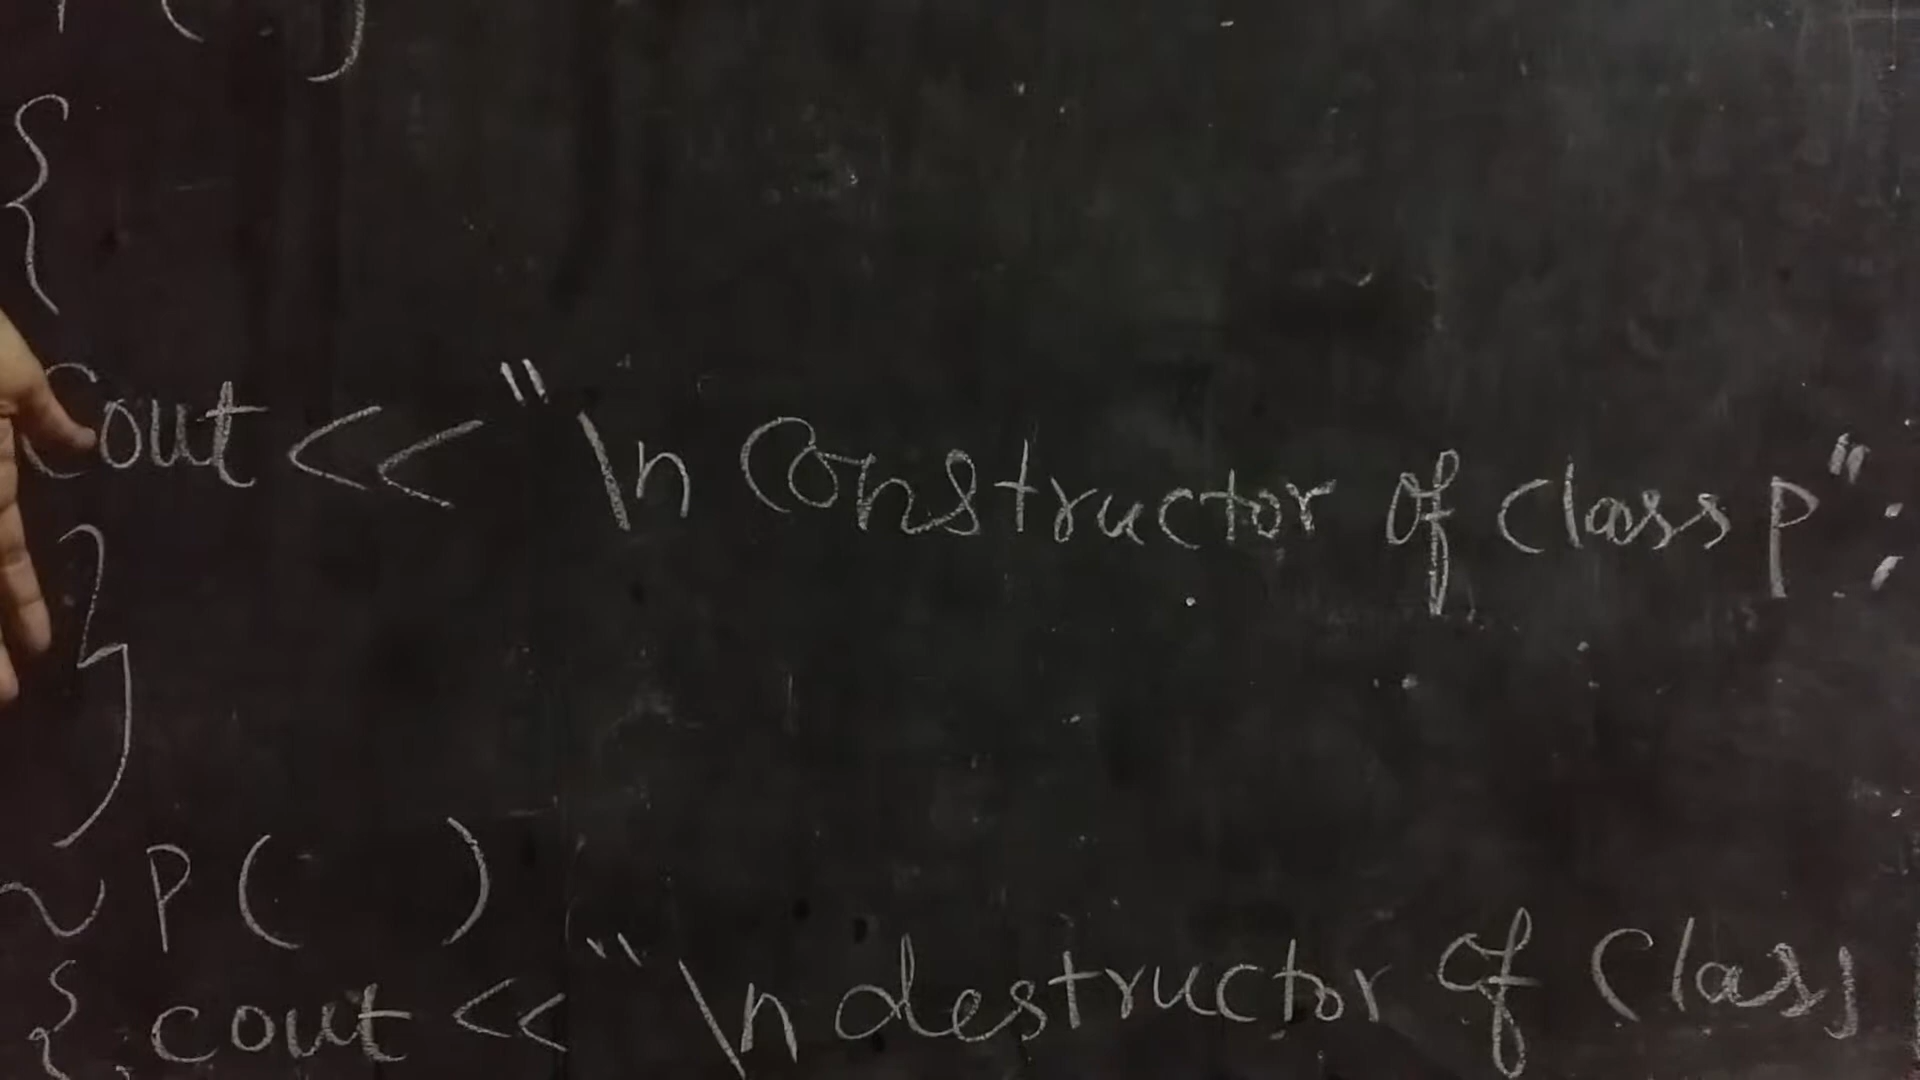 P ( )
{
Cout << "\n Constructor of class P";
}
~P( )
{ cout << "\n destructor of class